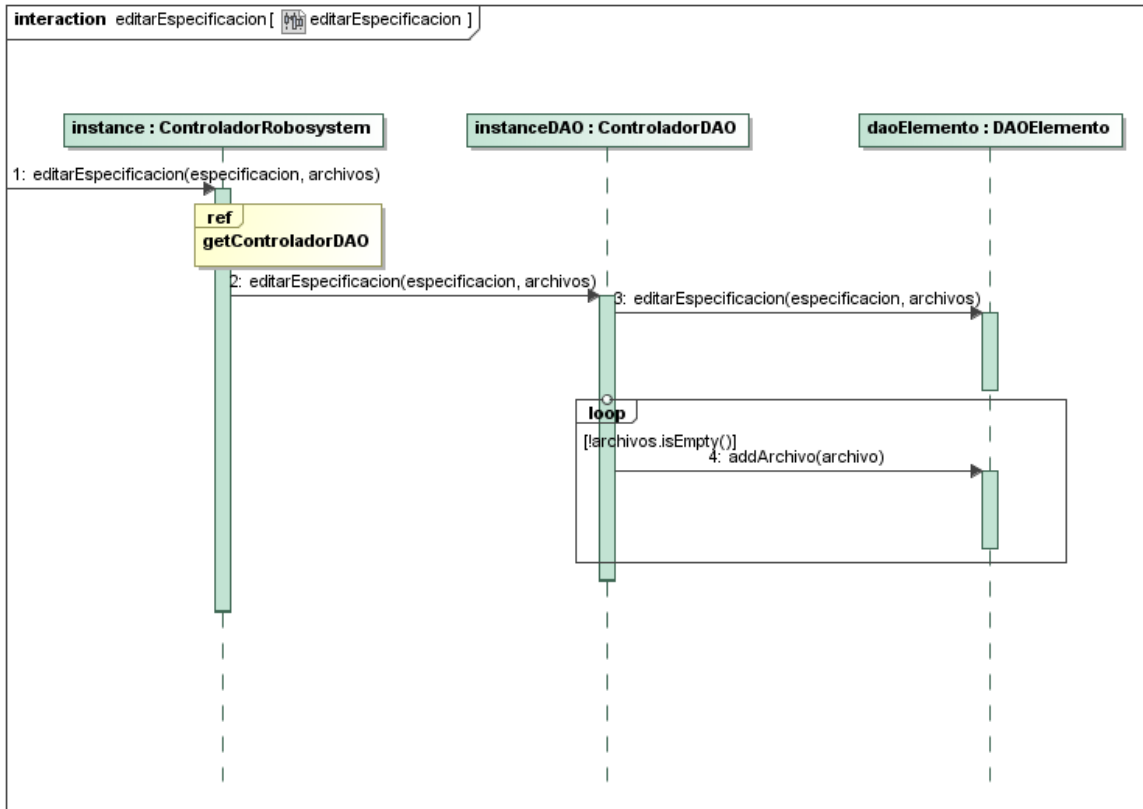 interaction editarEspecificacion[ editarEspecificacion ]
instance : ControladorRobosystem
instanceDAO : ControladorDAO
daoElemento : DAOElemento
1: editarEspecificacion(especificacion, archivos)
ref
getControladorDAO
2: editarEspecificacion(especificacion, archivos)
3: editarEspecificacion(especificacion, archivos)
loop
[!archivos.isEmpty()]
4: addArchivo(archivo)